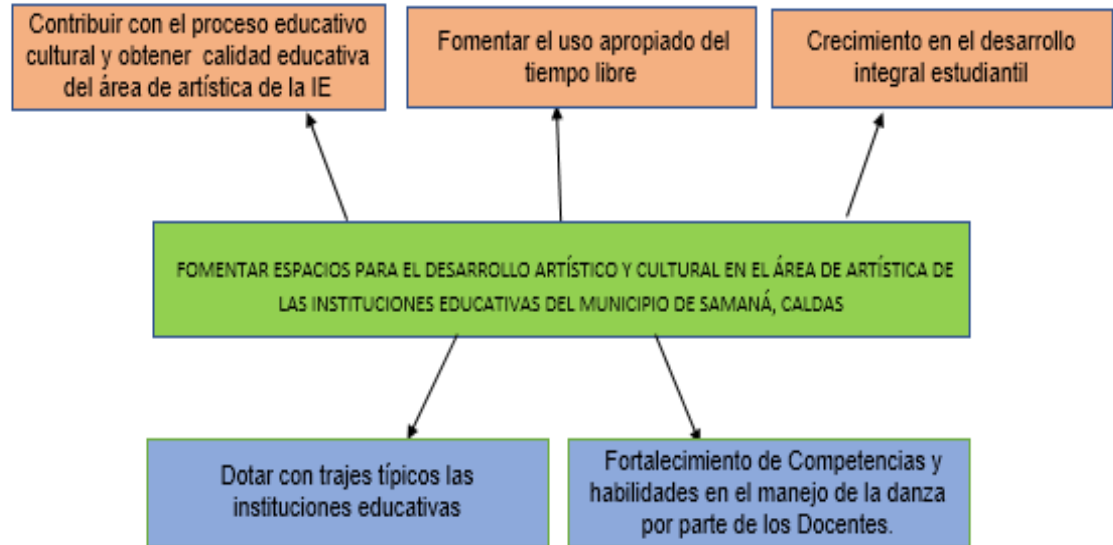 Contribuir con el proceso educativo
cultural y obtener calidad educativa
del área de artística de la IE
Fomentar el uso apropiado del
tiempo libre
Crecimiento en el desarrollo
integral estudiantil
FOMENTAR ESPACIOS PARA EL DESARROLLO ARTÍSTICO Y CULTURAL EN EL ÁREA DE ARTÍSTICA DE
LAS INSTITUCIONES EDUCATIVAS DEL MUNICIPIO DE SAMANÁ, CALDAS
Dotar con trajes típicos las
instituciones educativas
Fortalecimiento de Competencias y
habilidades en el manejo de la danza
por parte de los Docentes.